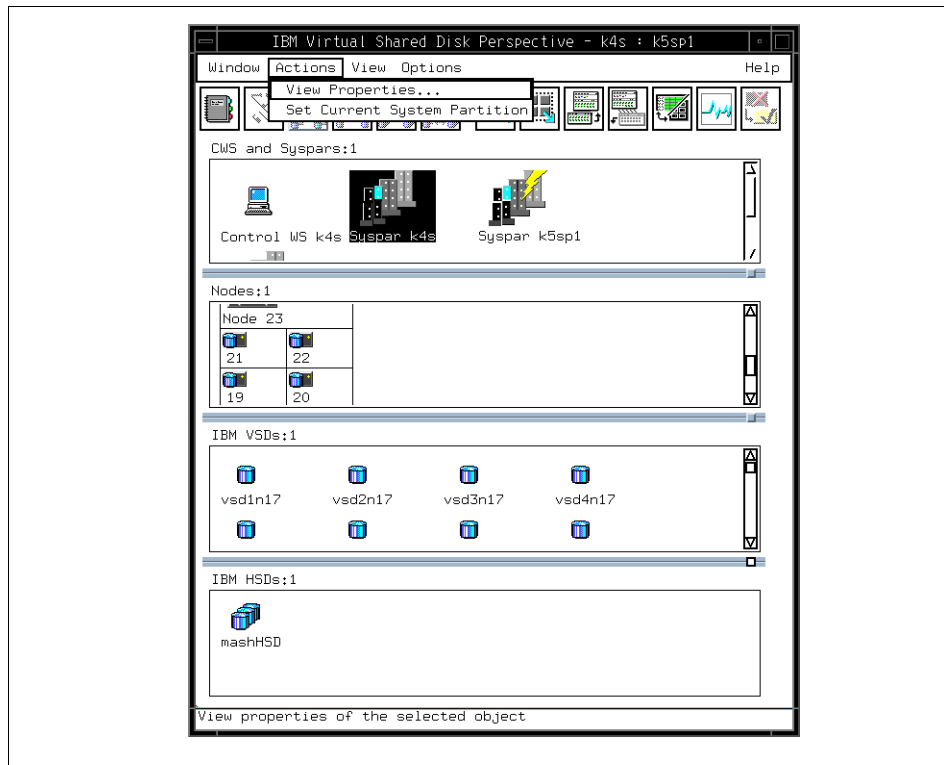 IBM Virtual Shared Disk Perspective - k4s : k5sp1
Window Actions View Options Help
View Properties...
Set Current System Partition
CWS and Syspars:1
Control WS k4s Syspar k4s Syspar k5sp1
Nodes:1
Node 23
21 22
19 20
IBM VSDs:1
vsd1n17 vsd2n17 vsd3n17 vsd4n17
IBM HSDs:1
mashHSD
View properties of the selected object